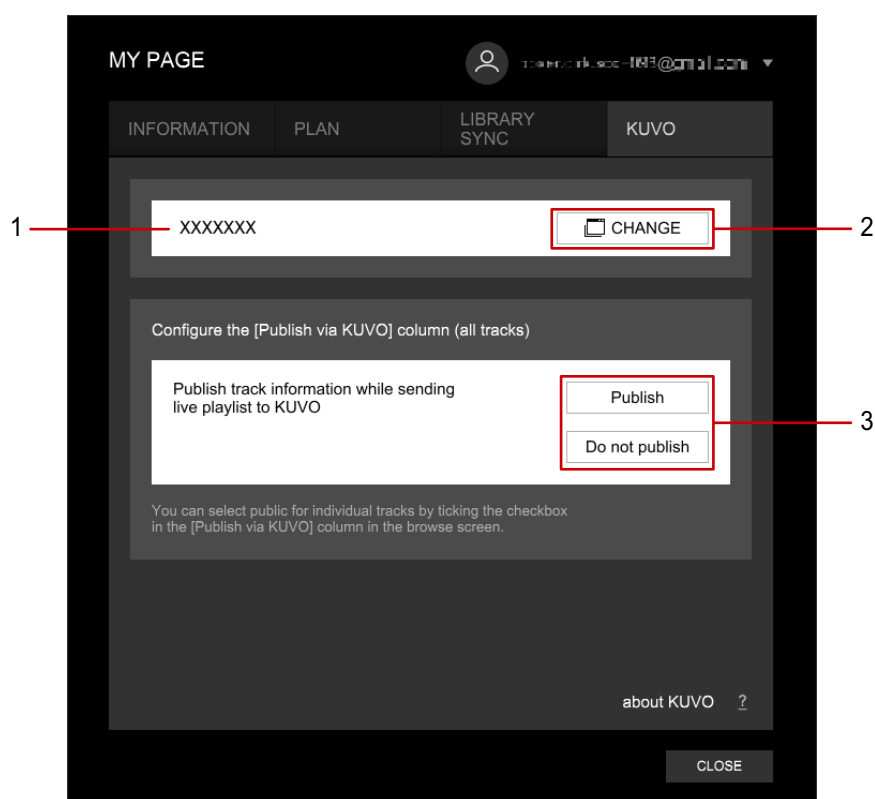 MY PAGE
INFORMATION
PLAN
LIBRARY
SYNC
KUVO
1
XXXXXXX
CHANGE
2
Configure the [Publish via KUVO] column (all tracks)
Publish track information while sending
live playlist to KUVO
Publish
Do not publish
3
You can select public for individual tracks by ticking the checkbox
in the [Publish via KUVO] column in the browse screen.
about KUVO ?
CLOSE